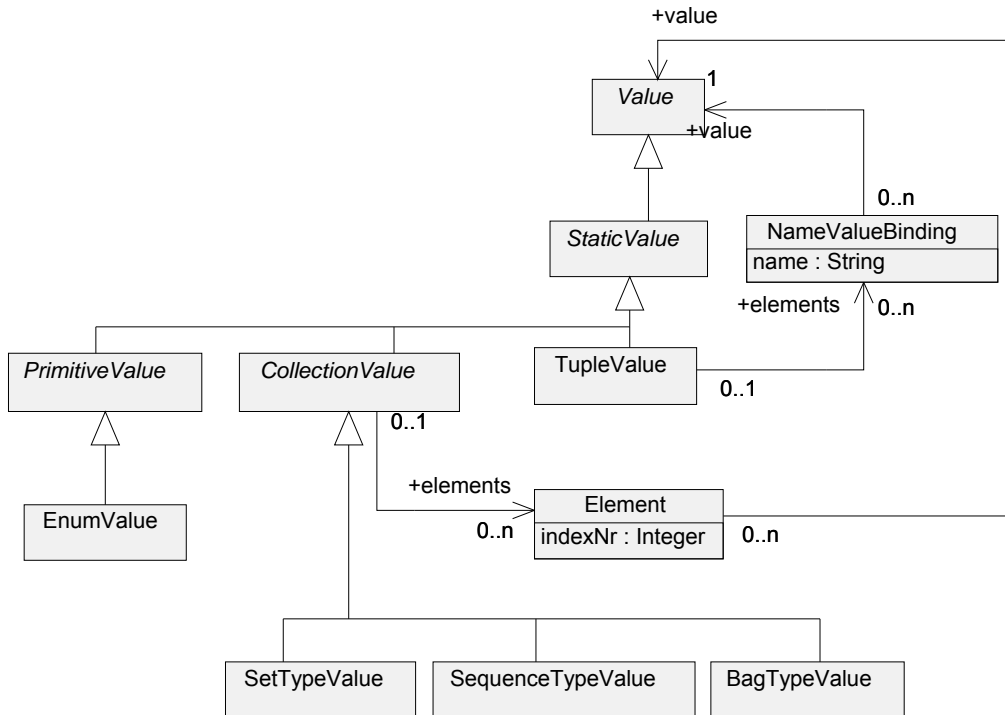 +value
Value
1
+value
0..n
StaticValue
NameValueBinding
name : String
+elements
0..n
PrimitiveValue
CollectionValue
TupleValue
0..1
0..1
+elements
Element
EnumValue
0..n
indexNr : Integer
0..n
SetTypeValue
SequenceTypeValue
BagTypeValue